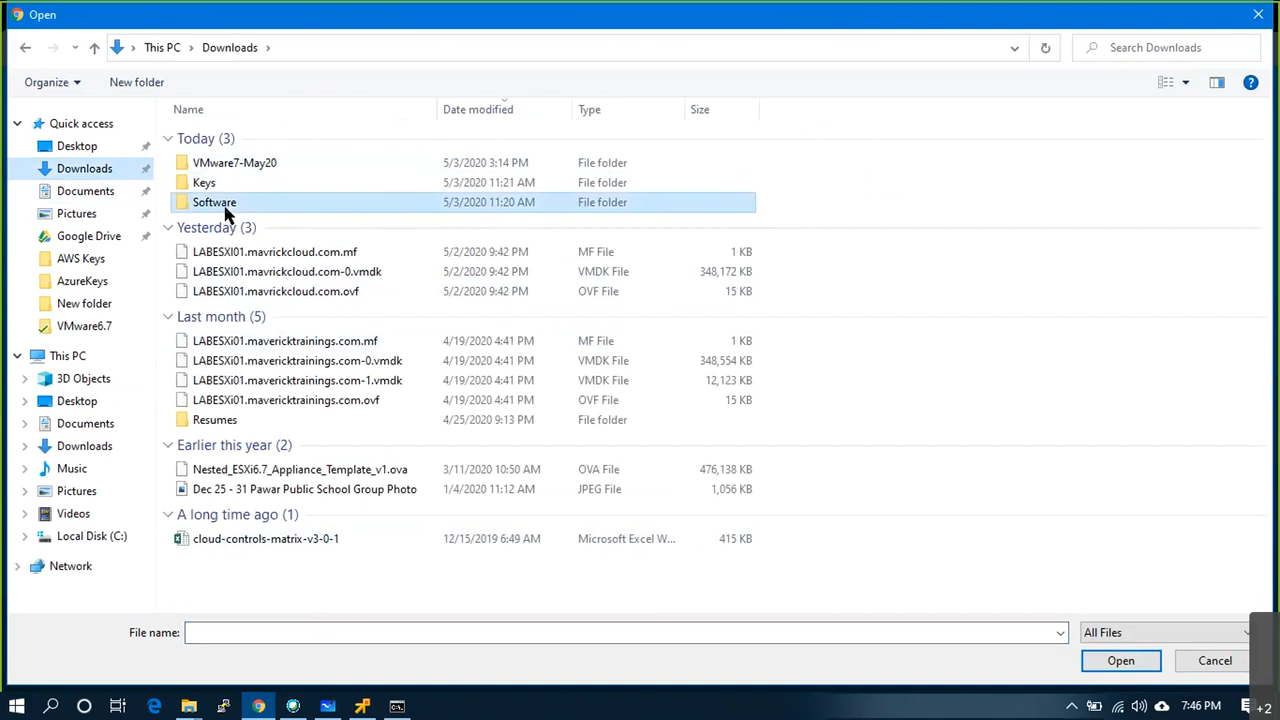 Open
This PC > Downloads >
Search Downloads
Organize
New folder
Name Date modified Type Size
Quick access
Desktop
Downloads
Documents
Pictures
Google Drive
AWS Keys
AzureKeys
New folder
VMware6.7
This PC
3D Objects
Desktop
Documents
Downloads
Music
Pictures
Videos
Local Disk (C:)
Network
Today (3)
VMware7-May20 5/3/2020 3:14 PM File folder
Keys 5/3/2020 11:21 AM File folder
Software 5/3/2020 11:20 AM File folder
Yesterday (3)
LABESXI01.mavrickcloud.com.mf 5/2/2020 9:42 PM MF File 1 KB
LABESXI01.mavrickcloud.com-0.vmdk 5/2/2020 9:42 PM VMDK File 348,172 KB
LABESXI01.mavrickcloud.com.ovf 5/2/2020 9:42 PM OVF File 15 KB
Last month (5)
LABESXi01.mavericktrainings.com.mf 4/19/2020 4:41 PM MF File 1 KB
LABESXi01.mavericktrainings.com-0.vmdk 4/19/2020 4:41 PM VMDK File 348,554 KB
LABESXi01.mavericktrainings.com-1.vmdk 4/19/2020 4:41 PM VMDK File 12,123 KB
LABESXi01.mavericktrainings.com.ovf 4/19/2020 4:41 PM OVF File 15 KB
Resumes 4/25/2020 9:13 PM File folder
Earlier this year (2)
Nested_ESXi6.7_Appliance_Template_v1.ova 3/11/2020 10:50 AM OVA File 476,138 KB
Dec 25 - 31 Pawar Public School Group Photo 1/4/2020 11:12 AM JPEG File 1,056 KB
A long time ago (1)
cloud-controls-matrix-v3-0-1 12/15/2019 6:49 AM Microsoft Excel W... 415 KB
File name:
All Files
Open
Cancel
7:46 PM
+2